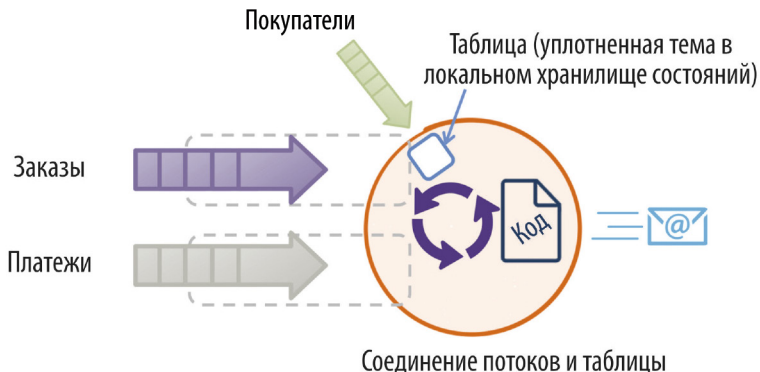 Покупатели
Таблица (уплотненная тема в
локальном хранилище состояний)
Заказы
Код
@
Платежи
Соединение потоков и таблицы